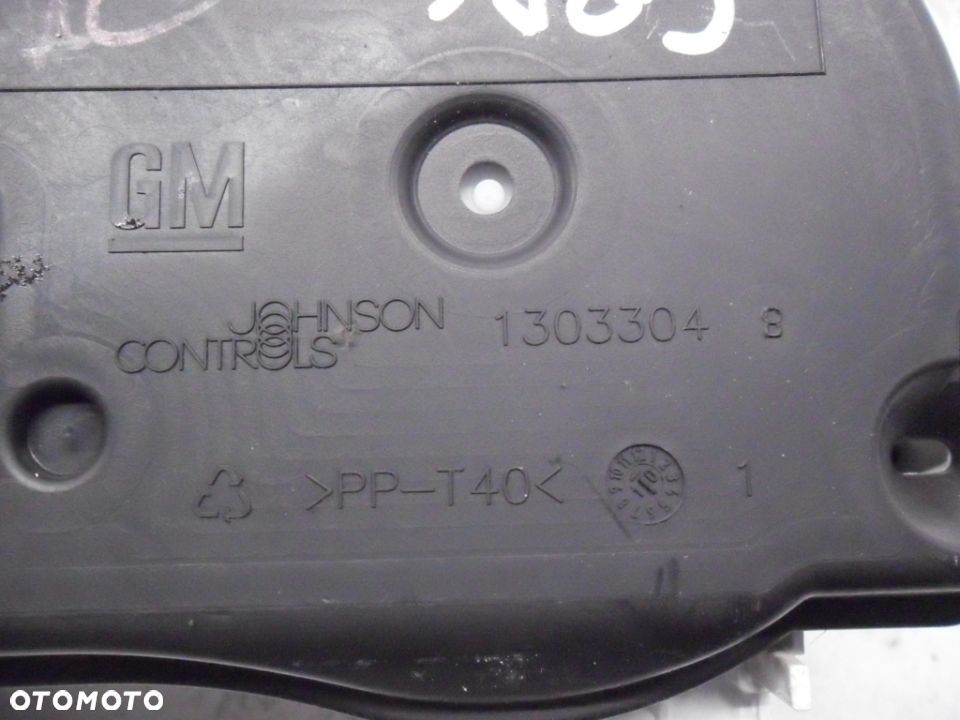 GM
JOHNSON
CONTROLS
1303304 B
>PP-T40<
1
OTOMOTO